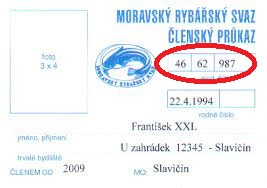 MORAVSKÝ RYBÁŘSKÝ SVAZ
ČLENSKÝ PRŮKAZ
foto
3 x 4
46 62 987
MORAVSKÝ RYBÁŘSKÝ SVAZ
22.4.1994
rodné číslo
František XXL
jméno, příjmení
U zahrádek 12345 - Slavičín
trvalé bydliště
ČLENEM OD 2009 MO: Slavičín